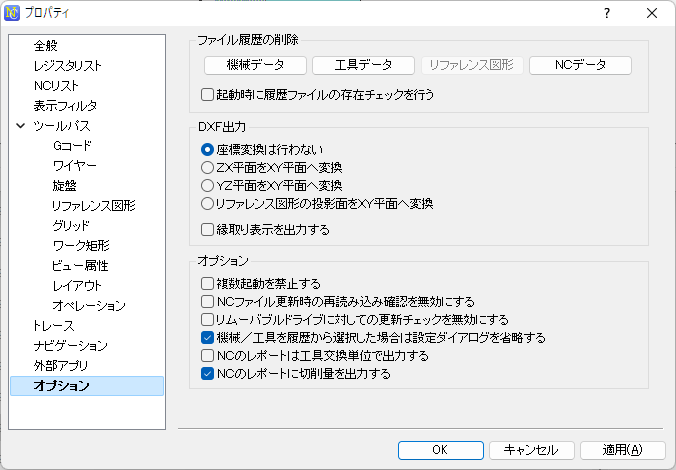 プロパティ
全般
レジスタリスト
NCリスト
表示フィルタ
ツールパス
Gコード
ワイヤー
旋盤
リファレンス図形
グリッド
ワーク矩形
ビュー属性
レイアウト
オペレーション
トレース
ナビゲーション
外部アプリ
オプション
ファイル履歴の削除
機械データ 工具データ リファレンス図形 NCデータ
起動時に履歴ファイルの存在チェックを行う
DXF出力
座標変換は行わない
ZX平面をXY平面へ変換
YZ平面をXY平面へ変換
リファレンス図形の投影面をXY平面へ変換
縁取り表示を出力する
オプション
複数起動を禁止する
NCファイル更新時の再読み込み確認を無効にする
リムーバブルドライブに対しての更新チェックを無効にする
機械／工具を履歴から選択した場合は設定ダイアログを省略する
NCのレポートは工具交換単位で出力する
NCのレポートに切削量を出力する
OK キャンセル 適用(A)